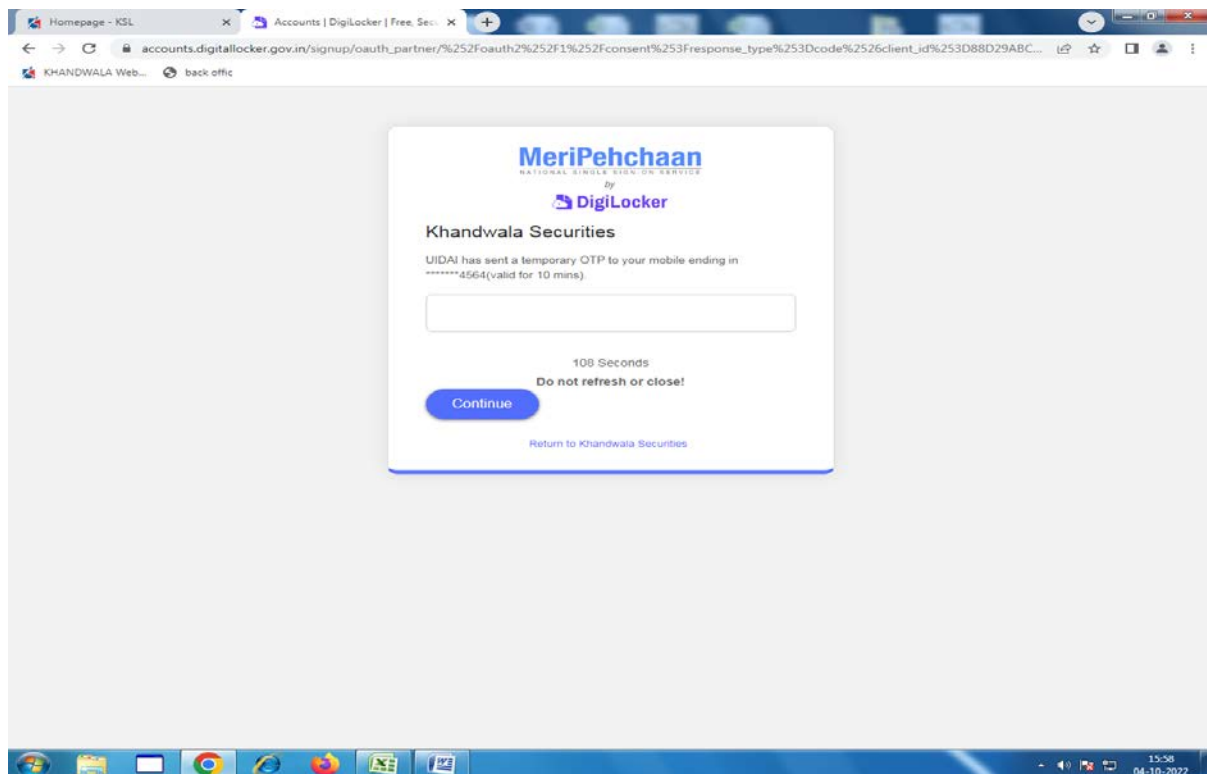 Homepage - KSL
Accounts | DigiLocker | Free, Sec
accounts.digitallocker.gov.in/signup/oauth_partner/%252Foauth2%252F1%252Fconsent%253Fresponse_type%253Dcode%2526client_id%253D88D29ABC...
KHANDWALA Web... back offic
MeriPehchaan
NATIONAL SINGLE SIGN-ON SERVICE
by
DigiLocker
Khandwala Securities
UIDAI has sent a temporary OTP to your mobile ending in
*******4564(valid for 10 mins).
108 Seconds
Do not refresh or close!
Continue
Return to Khandwala Securities
15:58
04-10-2022